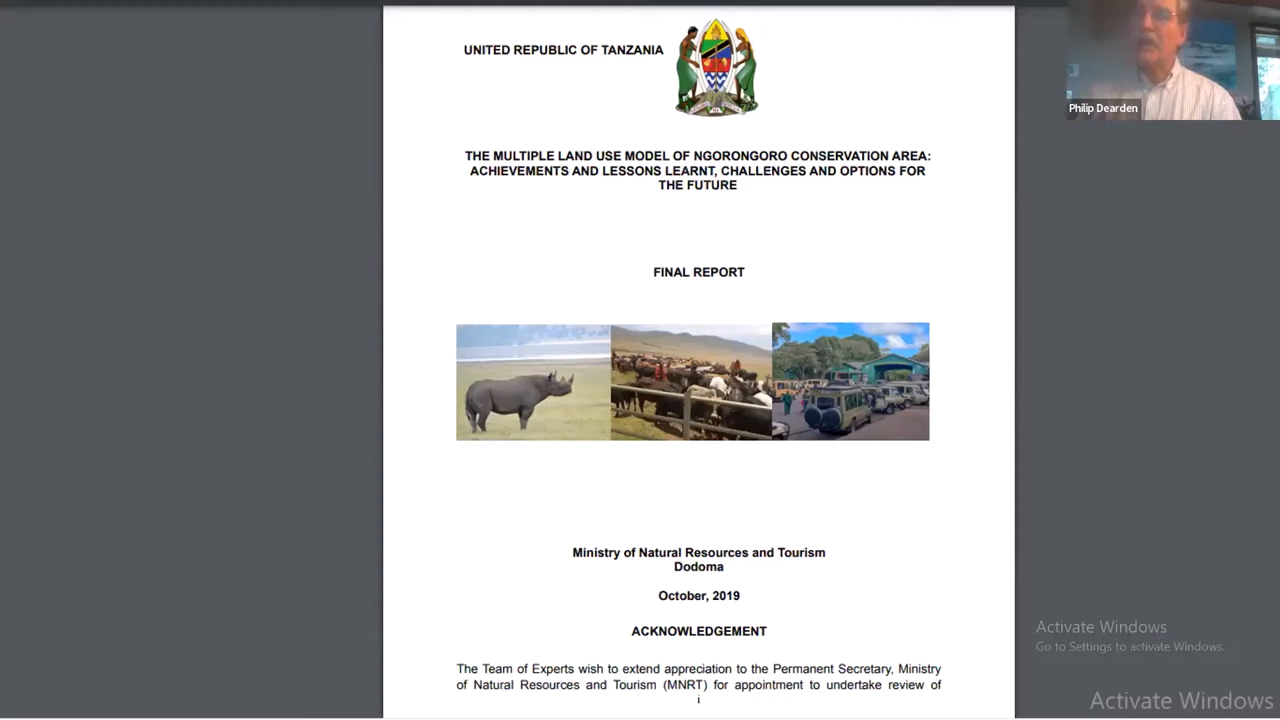 UNITED REPUBLIC OF TANZANIA
THE MULTIPLE LAND USE MODEL OF NGORONGORO CONSERVATION AREA:
ACHIEVEMENTS AND LESSONS LEARNT, CHALLENGES AND OPTIONS FOR
THE FUTURE
FINAL REPORT
Ministry of Natural Resources and Tourism
Dodoma
October, 2019
ACKNOWLEDGEMENT
The Team of Experts wish to extend appreciation to the Permanent Secretary, Ministry
of Natural Resources and Tourism (MNRT) for appointment to undertake review of
i
Philip Dearden
Activate Windows
Go to Settings to activate Windows.
Activate Windows